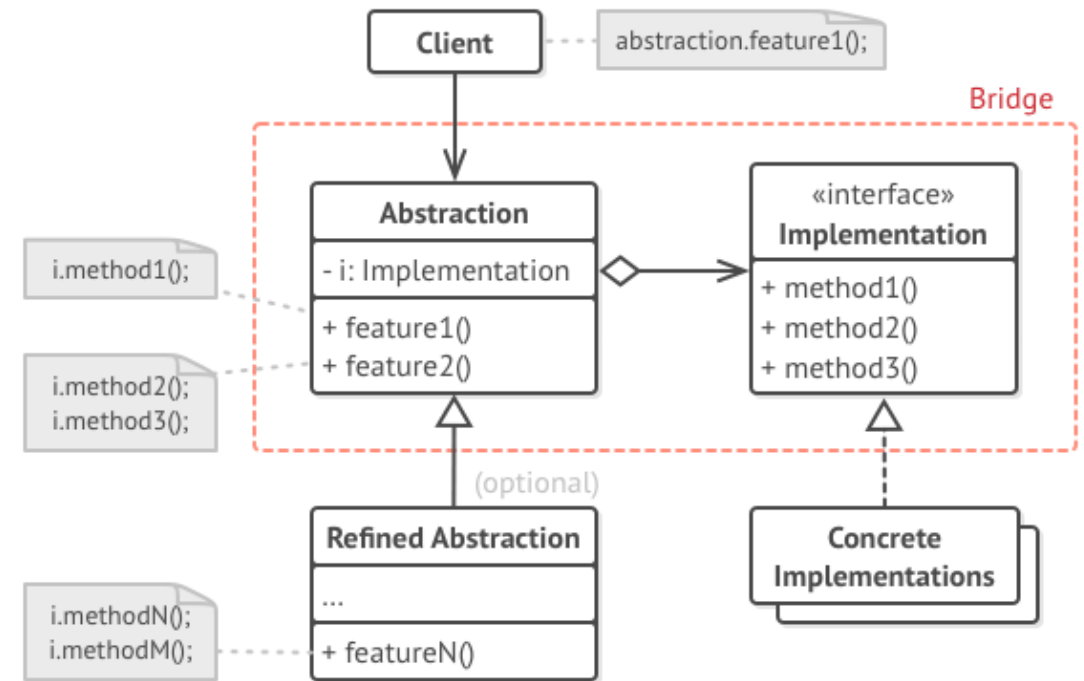 Client
abstraction.feature1();
Bridge
Abstraction
- i: Implementation
+ feature1()
+ feature2()
«interface»
Implementation
+ method1()
+ method2()
+ method3()
i.method1();
i.method2();
i.method3();
(optional)
Refined Abstraction
...
+ featureN()
Concrete
Implementations
i.methodN();
i.methodM();